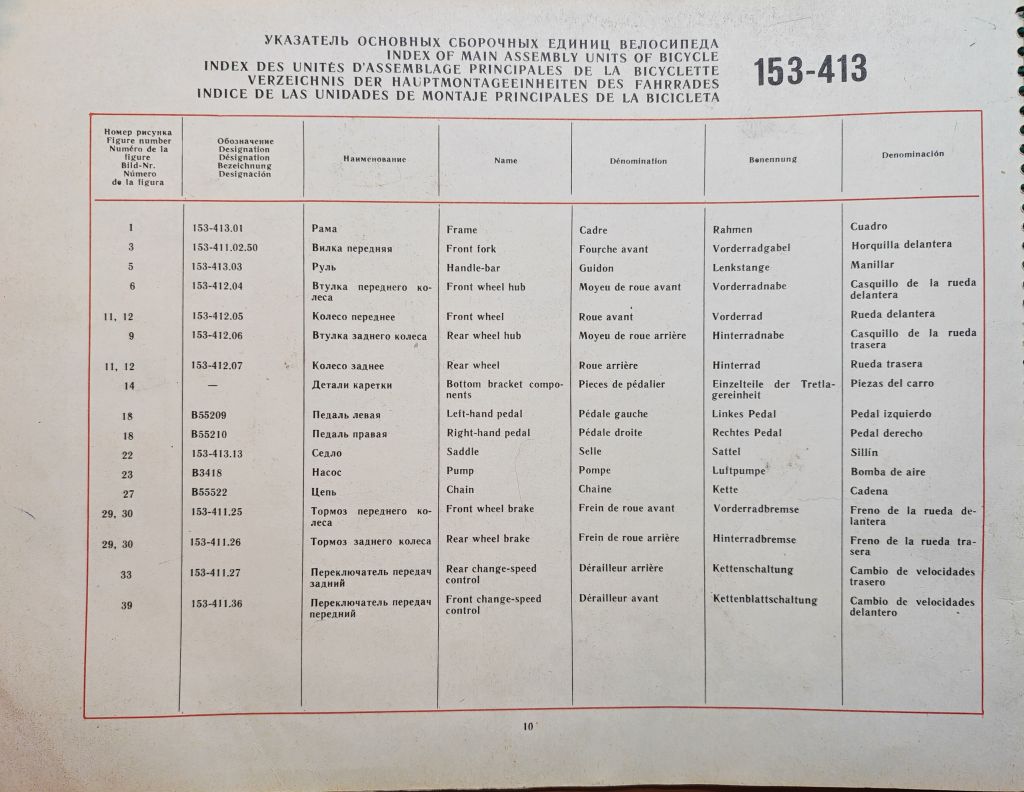 УКАЗАТЕЛЬ ОСНОВНЫХ СБОРОЧНЫХ ЕДИНИЦ ВЕЛОСИПЕДА
INDEX OF MAIN ASSEMBLY UNITS OF BICYCLE
INDEX DES UNITÉS D'ASSEMBLAGE PRINCIPALES DE LA BICYCLETTE
VERZEICHNIS DER HAUPTMONTAGEEINHEITEN DES FAHRRADES
INDICE DE LAS UNIDADES DE MONTAJE PRINCIPALES DE LA BICICLETA
153-413
Номер рисунка
Figure number
Numéro de la
figure
Bild-Nr.
Número
de la figura
Обозначение
Designation
Désignation
Bezeichnung
Designación
Наименование
Name
Dénomination
Benennung
Denominación
1 153-413.01 Рама Frame Cadre Rahmen Cuadro
3 153-411.02.50 Вилка передняя Front fork Fourche avant Vorderradgabel Horquilla delantera
5 153-413.03 Руль Handle-bar Guidon Lenkstange Manillar
6 153-412.04 Втулка переднего ко- Front wheel hub Moyeu de roue avant Vorderradnabe Casquillo de la rueda
леса delantera
11, 12 153-412.05 Колесо переднее Front wheel Roue avant Vorderrad Rueda delantera
9 153-412.06 Втулка заднего колеса Rear wheel hub Moyeu de roue arrière Hinterradnabe Casquillo de la rueda
trasera
11, 12 153-412.07 Колесо заднее Rear wheel Roue arrière Hinterrad Rueda trasera
14 — Детали каретки Bottom bracket compo- Pieces de pédalier Einzelteile der Tretla- Piezas del carro
nents gereinheit
18 B55209 Педаль левая Left-hand pedal Pédale gauche Linkes Pedal Pedal izquierdo
18 B55210 Педаль правая Right-hand pedal Pédale droite Rechtes Pedal Pedal derecho
22 153-413.13 Седло Saddle Selle Sattel Sillín
23 B3418 Насос Pump Pompe Luftpumpe Bomba de aire
27 B55522 Цепь Chain Chaine Kette Cadena
29, 30 153-411.25 Тормоз переднего ко- Front wheel brake Frein de roue avant Vorderradbremse Freno de la rueda de-
леса lantera
29, 30 153-411.26 Тормоз заднего колеса Rear wheel brake Frein de roue arrière Hinterradbremse Freno de la rueda tra-
sera
33 153-411.27 Переключатель передач Rear change-speed Dérailleur arrière Kettenschaltung Cambio de velocidades
задний control trasero
39 153-411.36 Переключатель передач Front change-speed Dérailleur avant Kettenblattschaltung Cambio de velocidades
передний control delantero
10